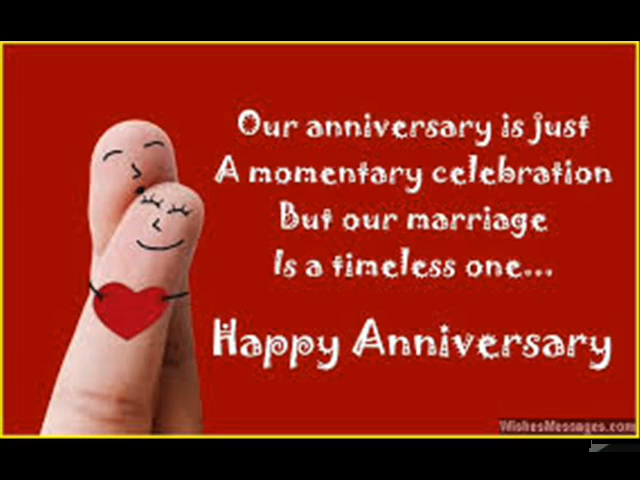 Our anniversary is just
A momentary celebration
But our marriage
Is a timeless one...
Happy Anniversary
WishesMessages.com